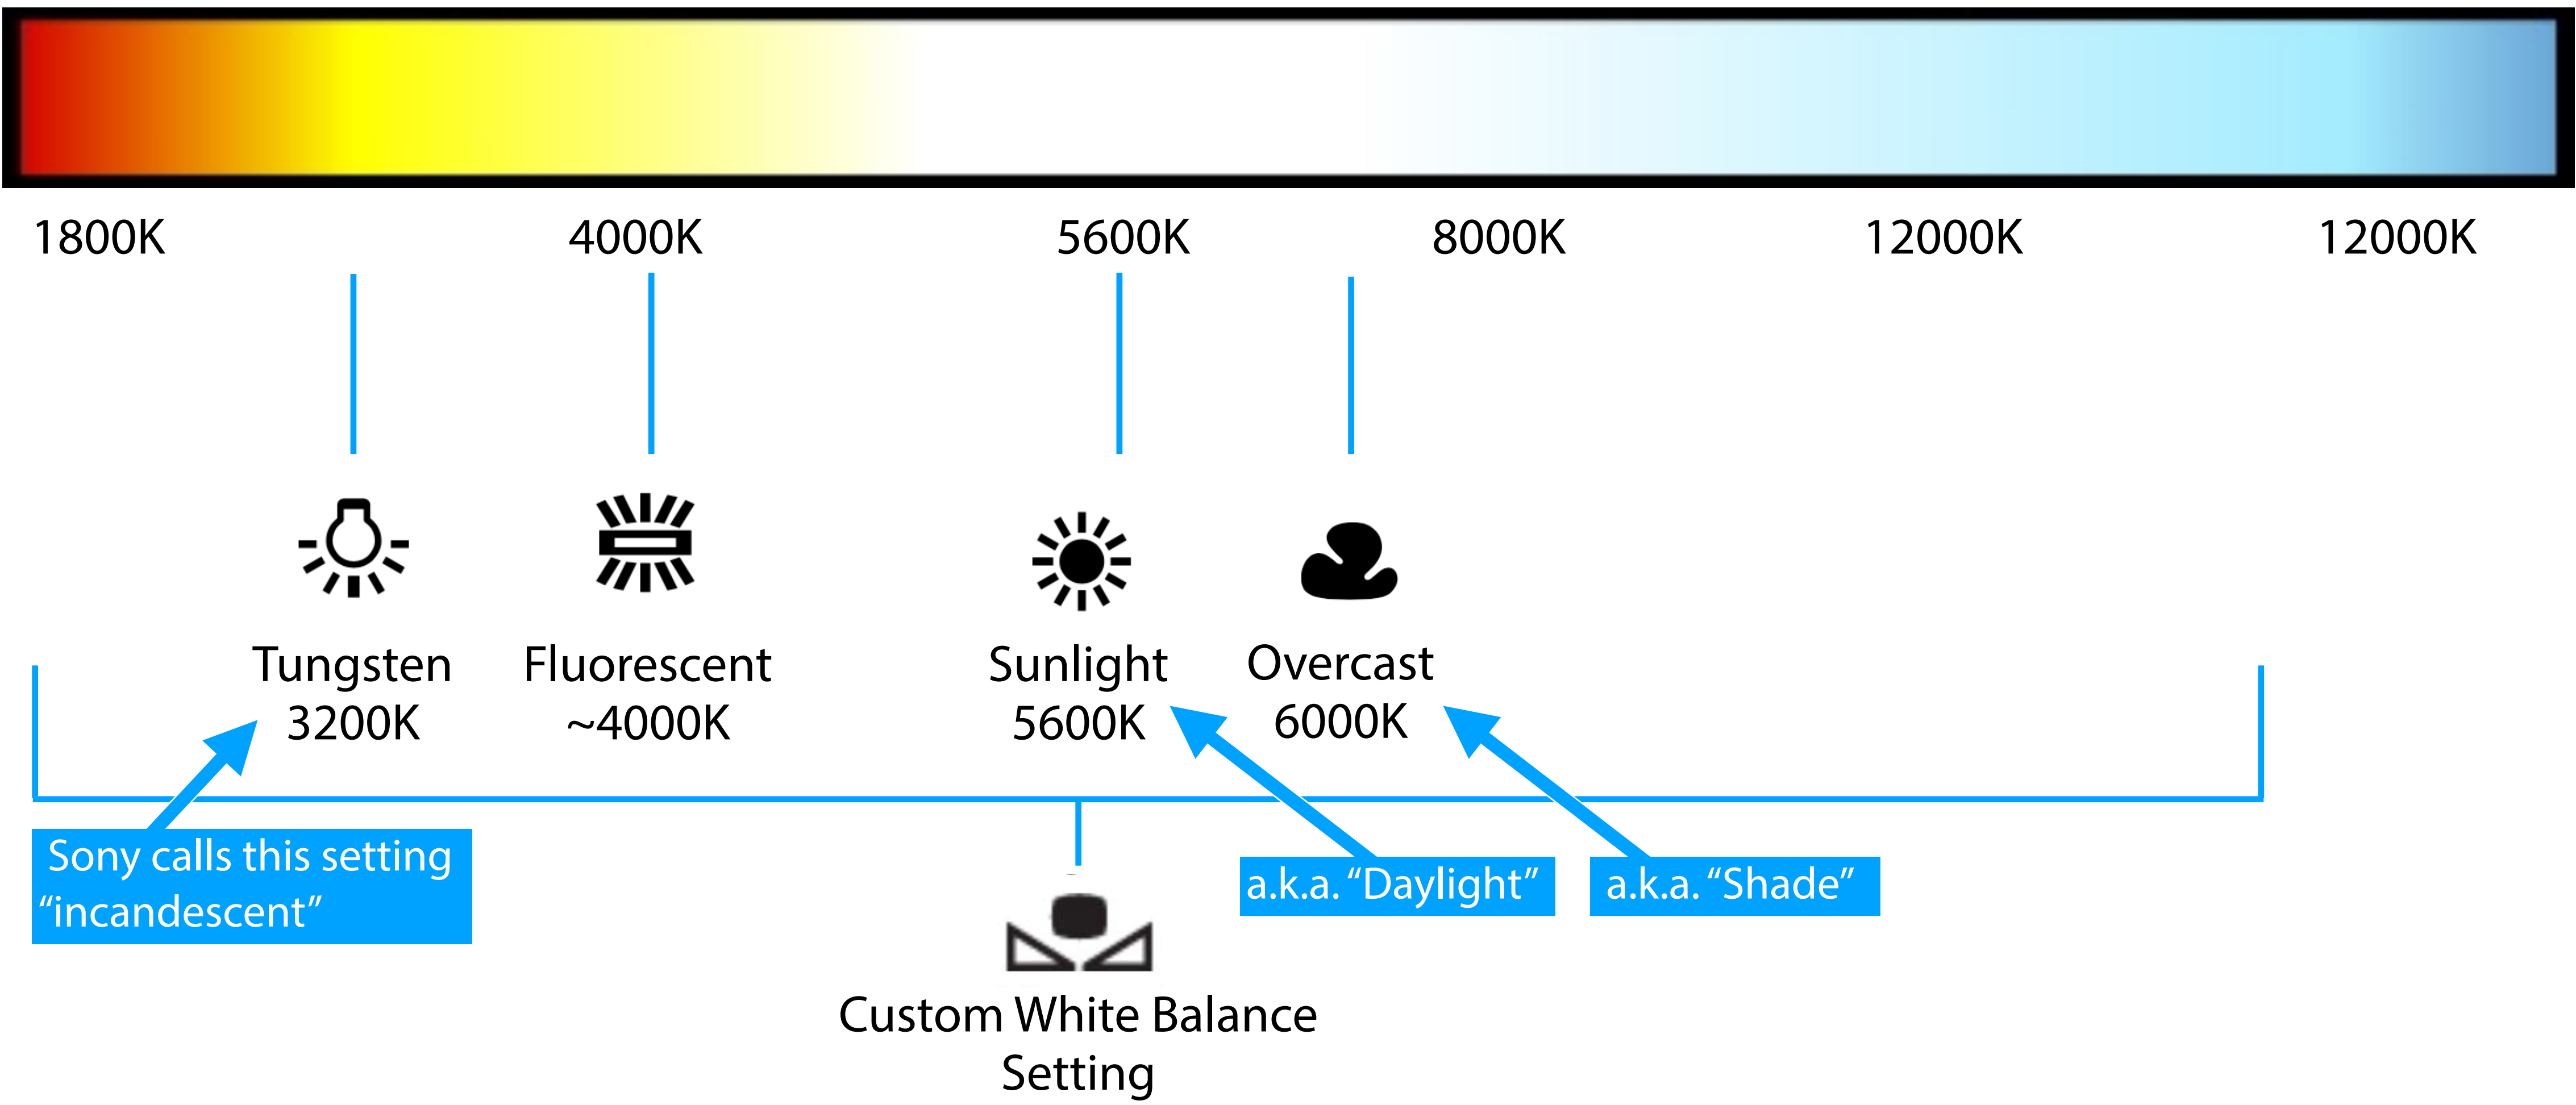 1800K
4000K
5600K
8000K
12000K
12000K
Tungsten
3200K
Fluorescent
~4000K
Sunlight
5600K
Overcast
6000K
Sony calls this setting
“incandescent”
a.k.a. “Daylight”
a.k.a. “Shade”
Custom White Balance
Setting